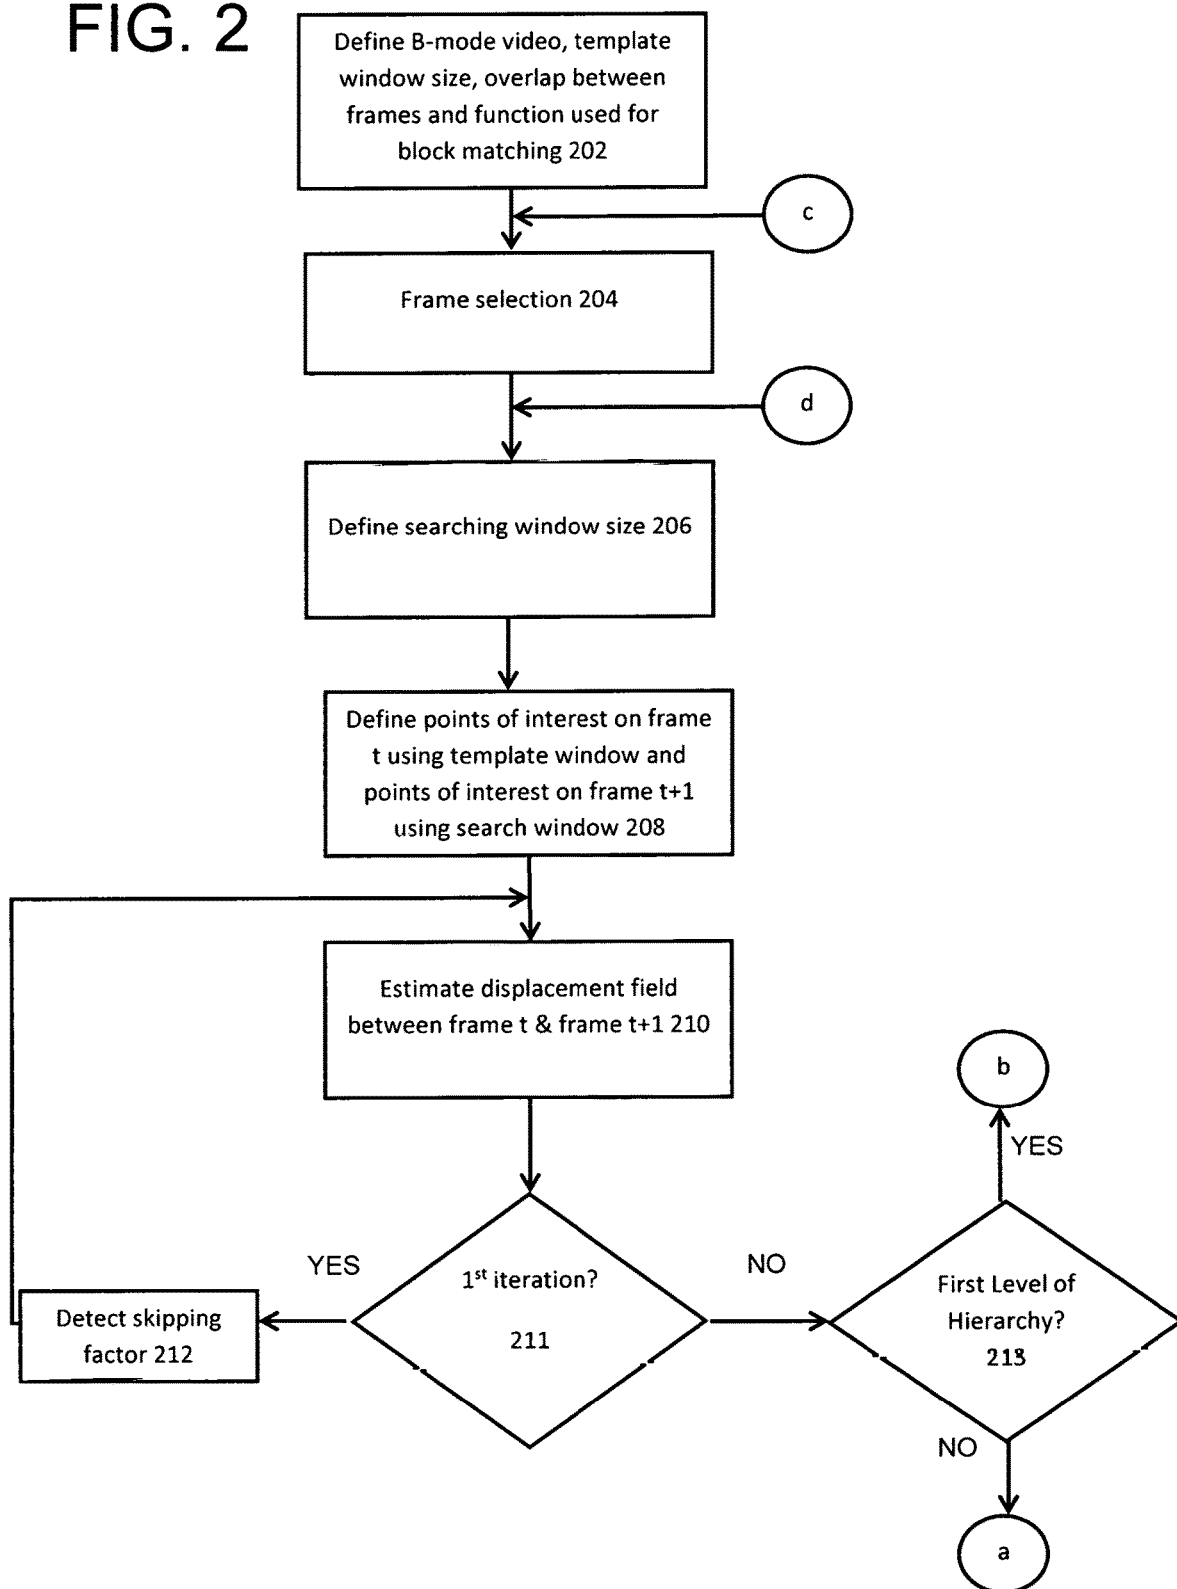 FIG. 2
Define B-mode video, template
window size, overlap between
frames and function used for
block matching 202
c
Frame selection 204
d
Define searching window size 206
Define points of interest on frame
t using template window and
points of interest on frame t+1
using search window 208
Estimate displacement field
between frame t & frame t+1 210
b
YES
YES
1st iteration?
211
NO
First Level of
Hierarchy?
213
Detect skipping
factor 212
NO
a